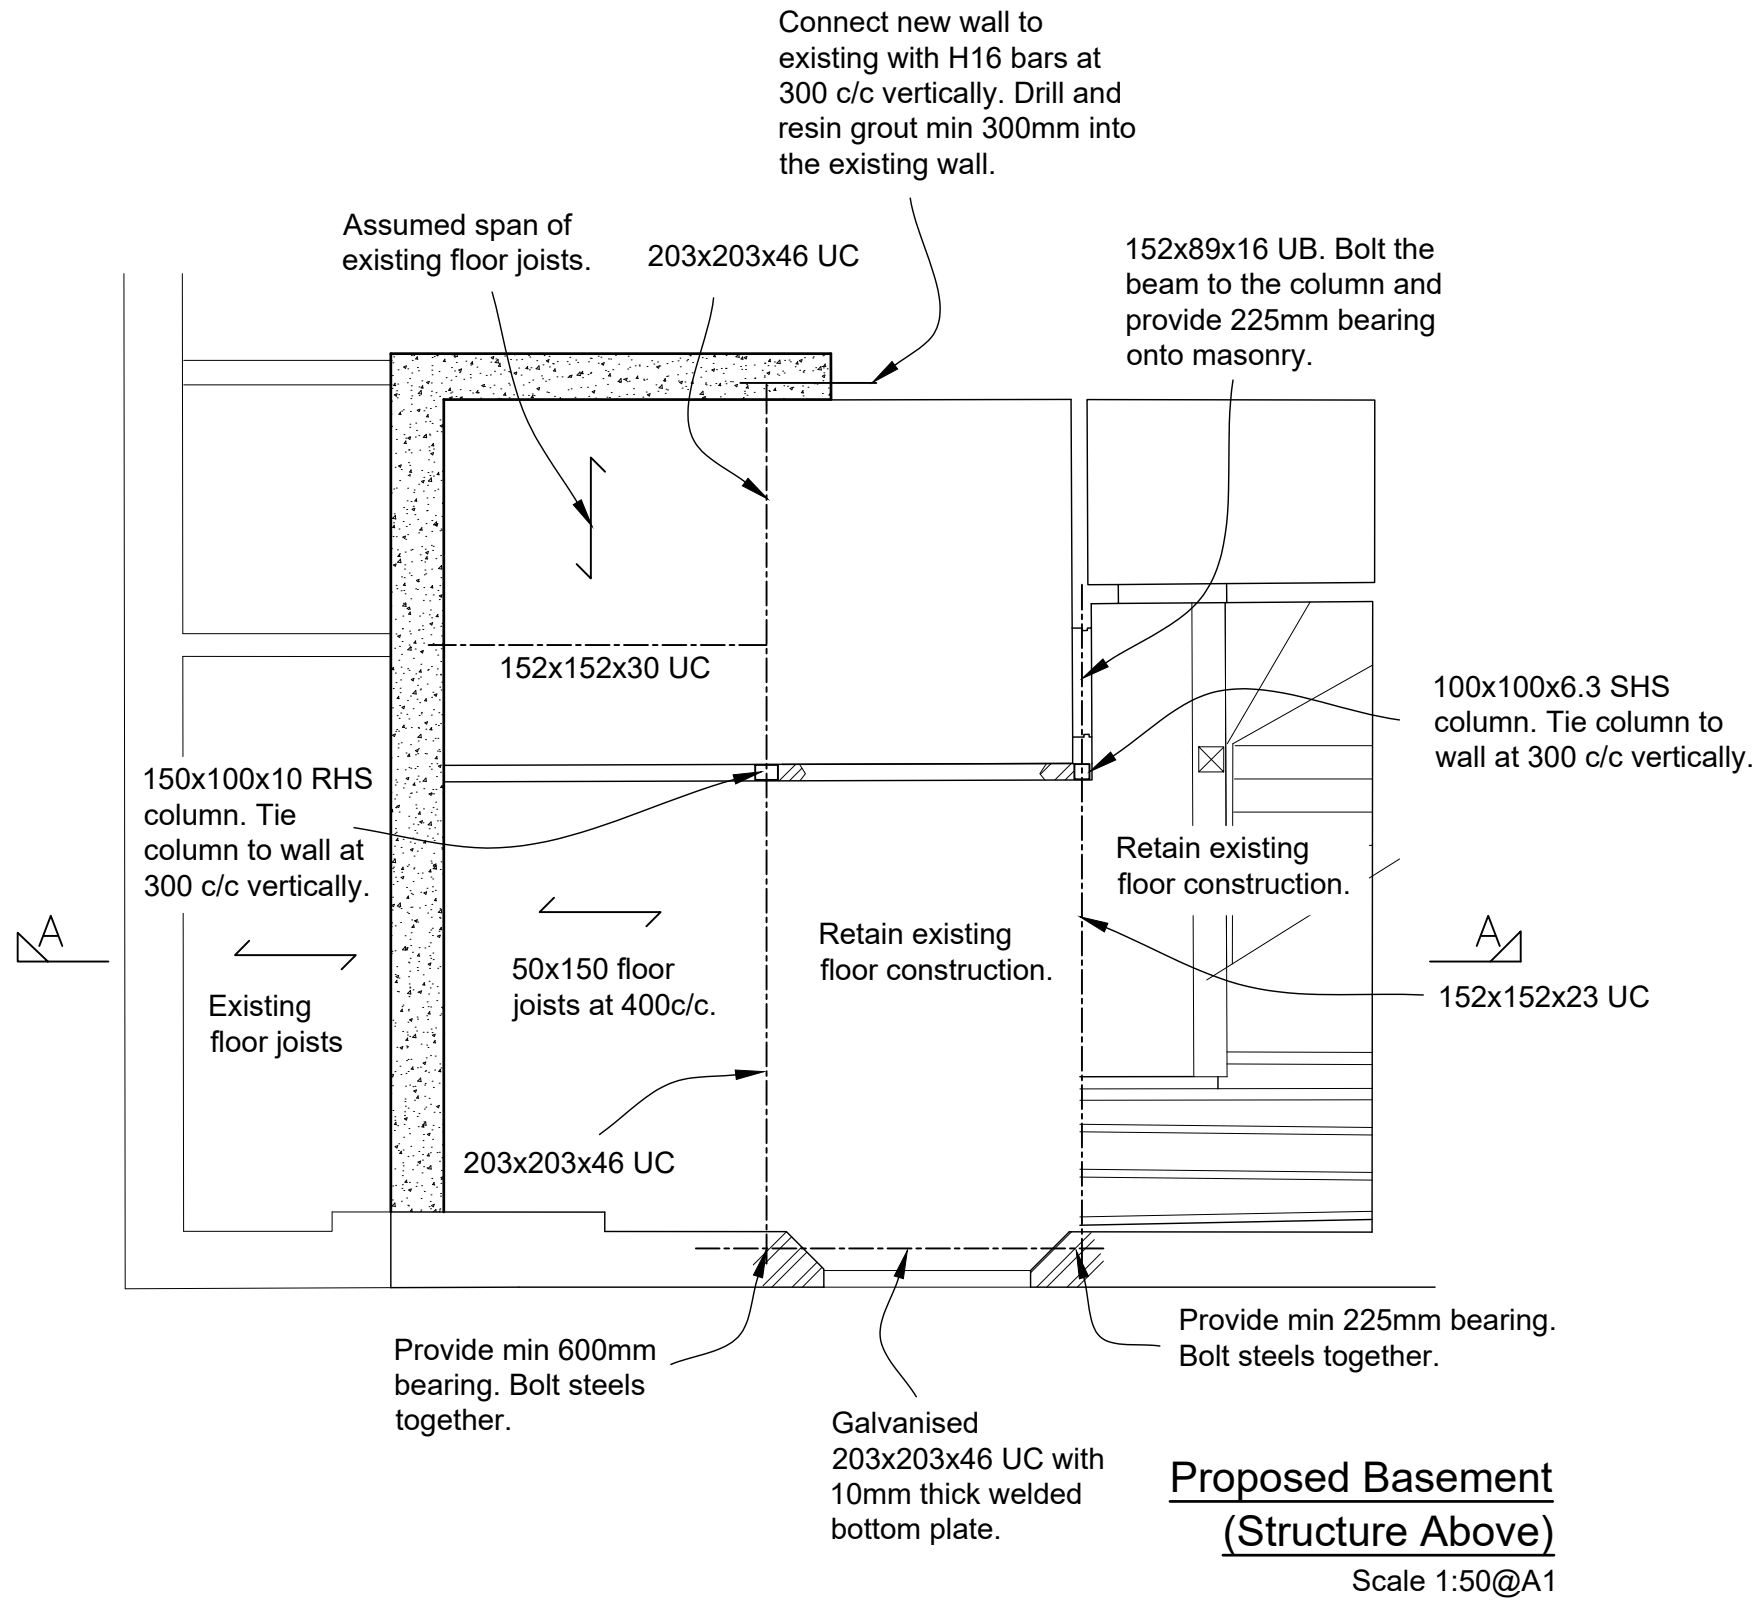 Connect new wall to
existing with H16 bars at
300 c/c vertically. Drill and
resin grout min 300mm into
the existing wall.
Assumed span of
existing floor joists.
203x203x46 UC
152x89x16 UB. Bolt the
beam to the column and
provide 225mm bearing
onto masonry.
152x152x30 UC
100x100x6.3 SHS
column. Tie column to
wall at 300 c/c vertically.
150x100x10 RHS
column. Tie
column to wall at
300 c/c vertically.
Retain existing
floor construction.
A
Retain existing
floor construction.
A
50x150 floor
joists at 400c/c.
Existing
floor joists
152x152x23 UC
203x203x46 UC
Provide min 600mm
bearing. Bolt steels
together.
Provide min 225mm bearing.
Bolt steels together.
Galvanised
203x203x46 UC with
10mm thick welded
bottom plate.
Proposed Basement
(Structure Above)
Scale 1:50@A1